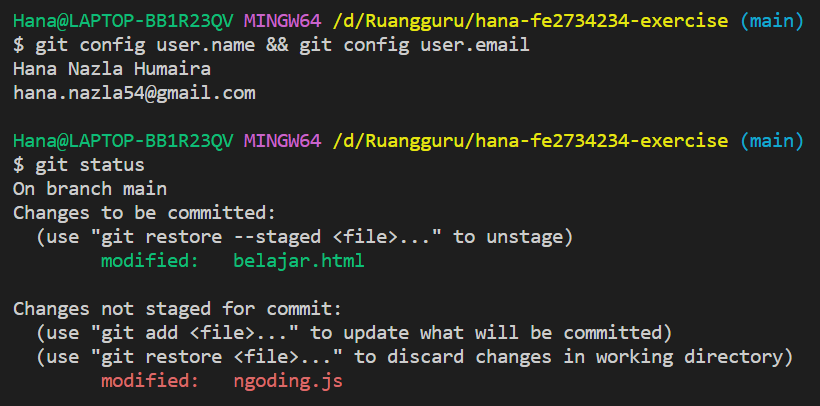 Hana@LAPTOP-BB1R23QV MINGW64 /d/Ruangguru/hana-fe2734234-exercise (main)
$ git config user.name && git config user.email
Hana Nazla Humaira
hana.nazla54@gmail.com
Hana@LAPTOP-BB1R23QV MINGW64 /d/Ruangguru/hana-fe2734234-exercise (main)
$ git status
On branch main
Changes to be committed:
(use "git restore --staged <file>..." to unstage)
modified: belajar.html
Changes not staged for commit:
(use "git add <file>..." to update what will be committed)
(use "git restore <file>..." to discard changes in working directory)
modified: ngoding.js